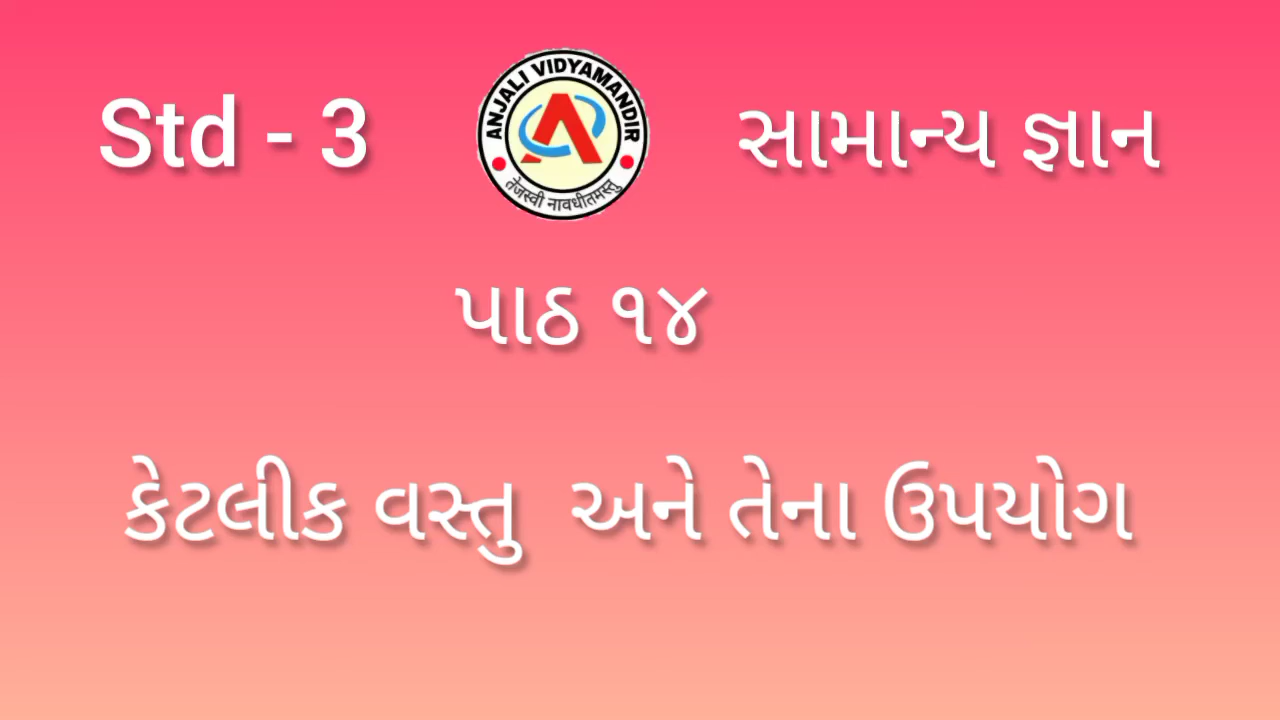 Std - 3
ANJALI VIDYAMANDIR
तेजस्वी नावधीतमस्तु
સામાન્ય જ્ઞાન
પાઠ ૧૪
કેટલીક વસ્તુ અને તેના ઉપયોગ